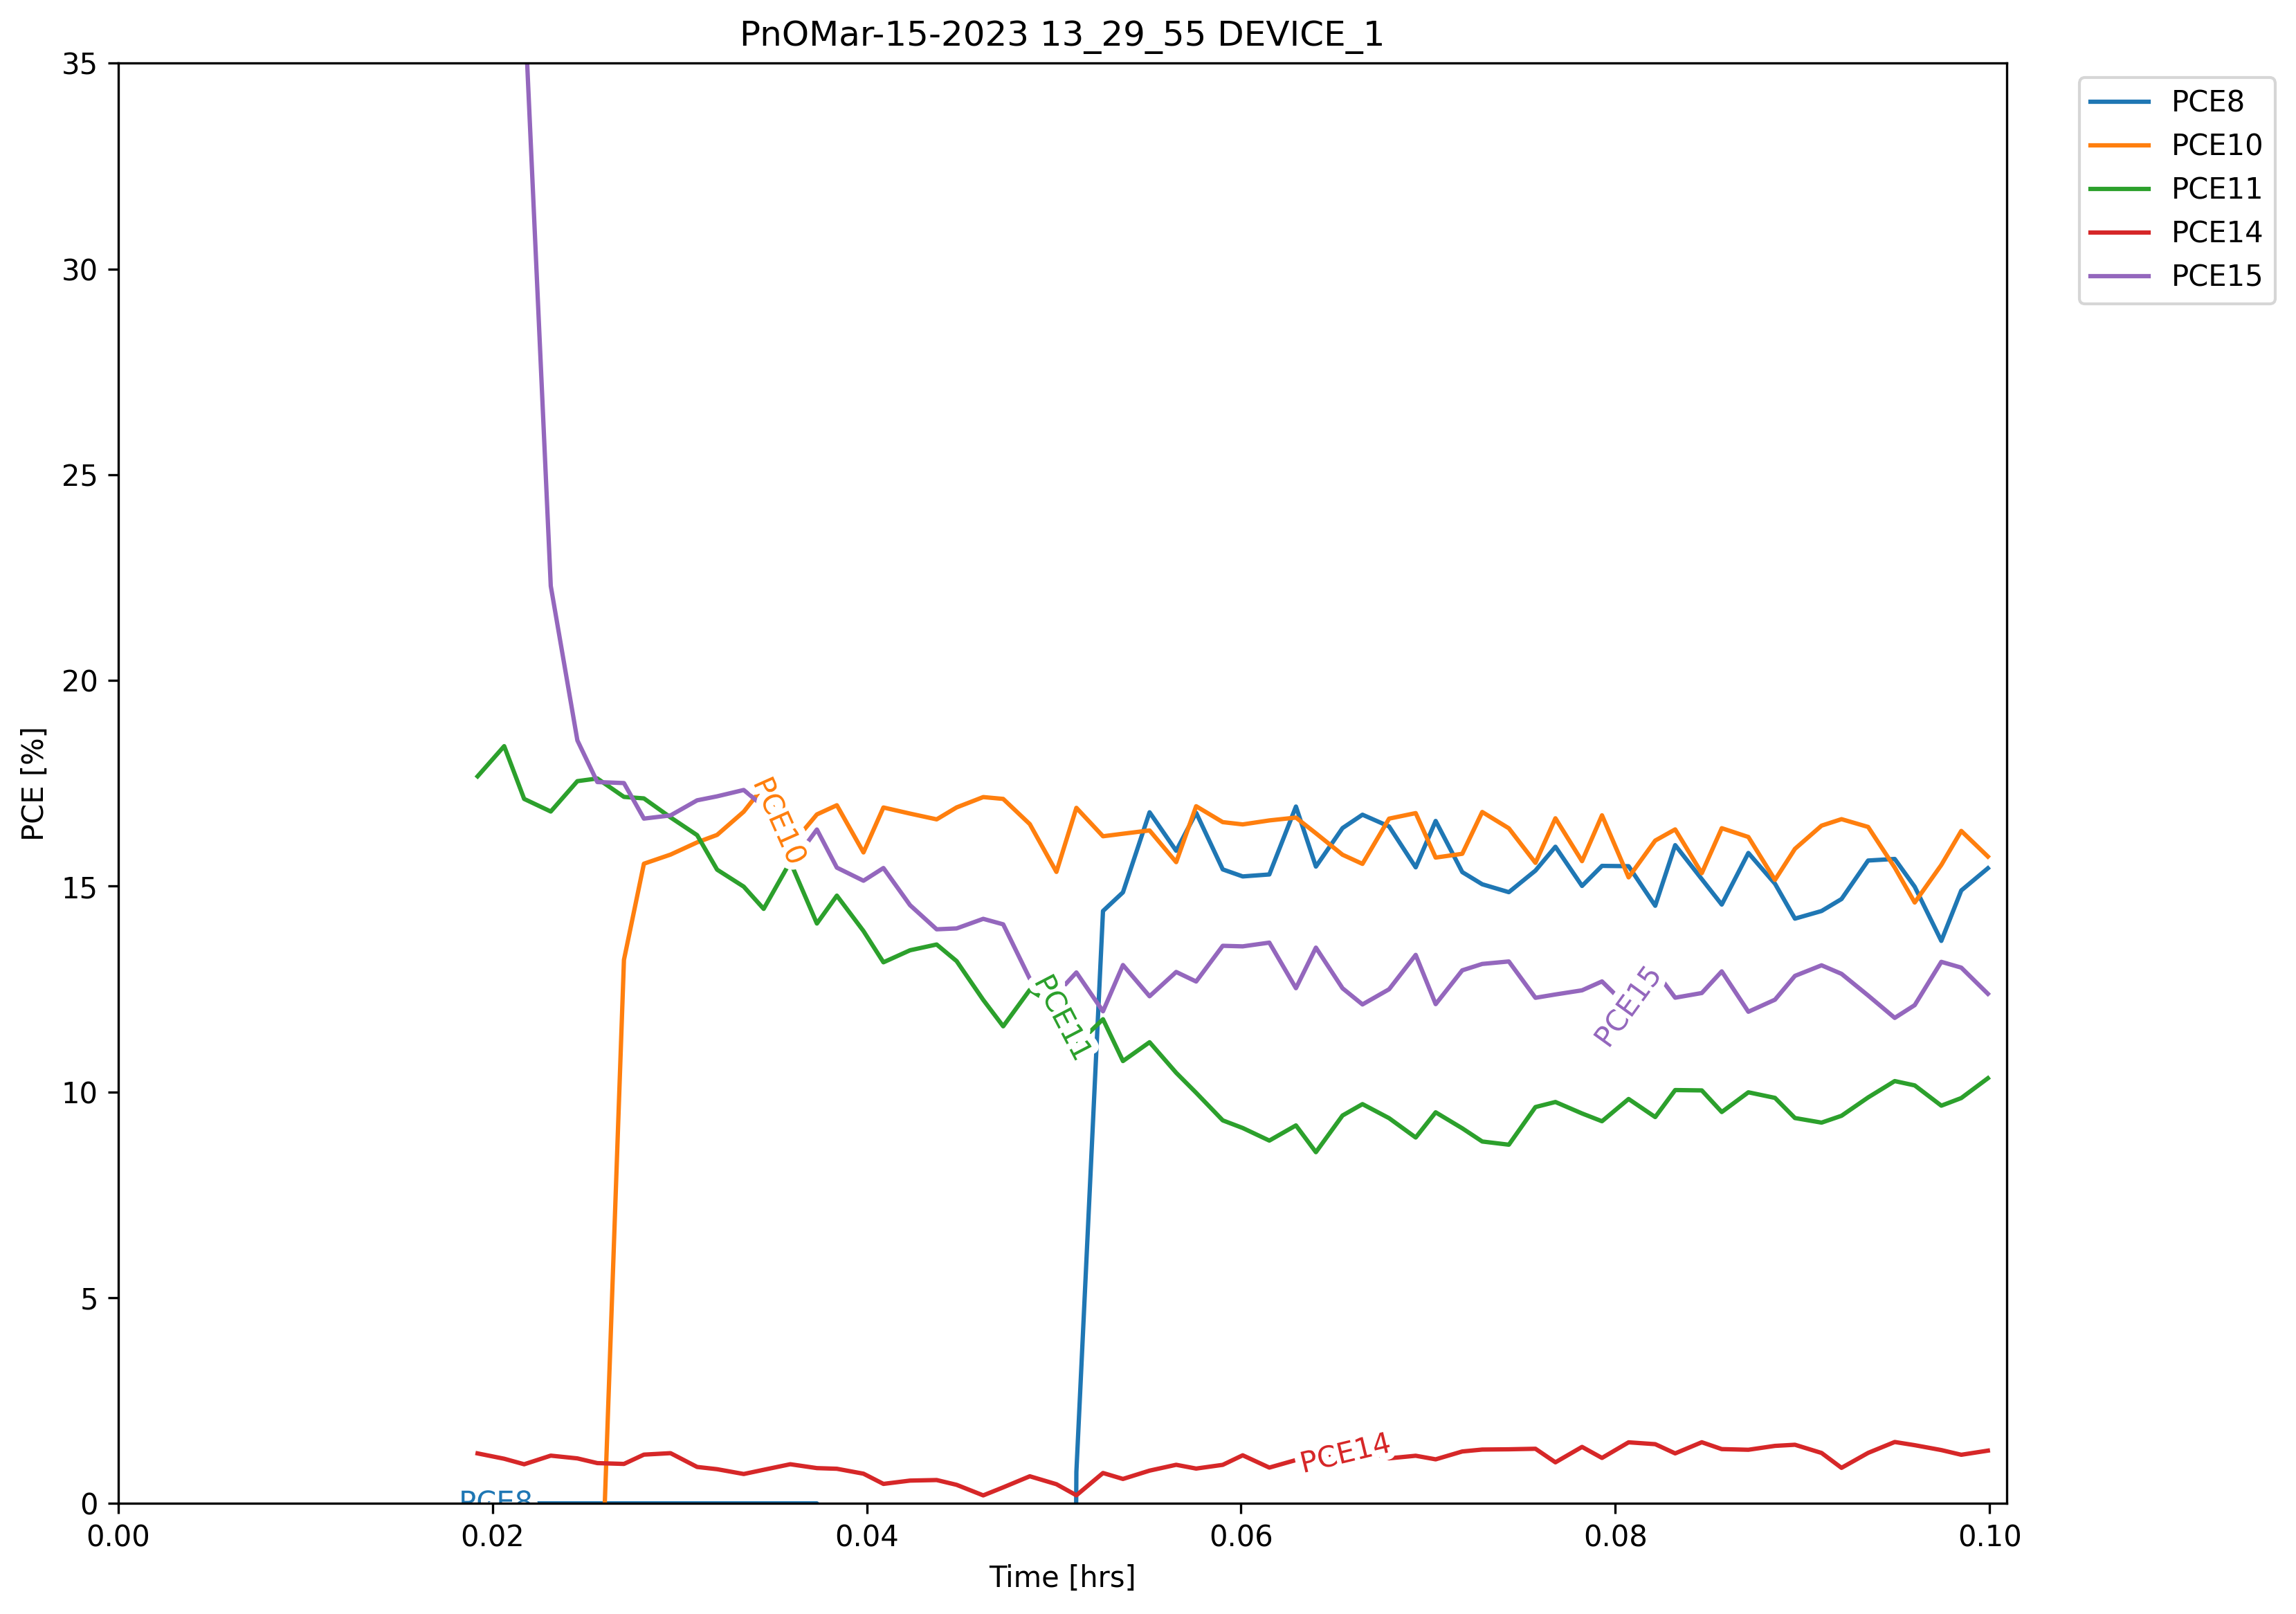 PnOMar-15-2023 13_29_55 DEVICE_1
35
30
25
20
15
10
5
0
PCE [%]
0.00
0.02
0.04
0.06
0.08
0.10
Time [hrs]
PCE8
PCE10
PCE11
PCE14
PCE15
PCE10
PCE11
PCE15
PCE14
PCE8